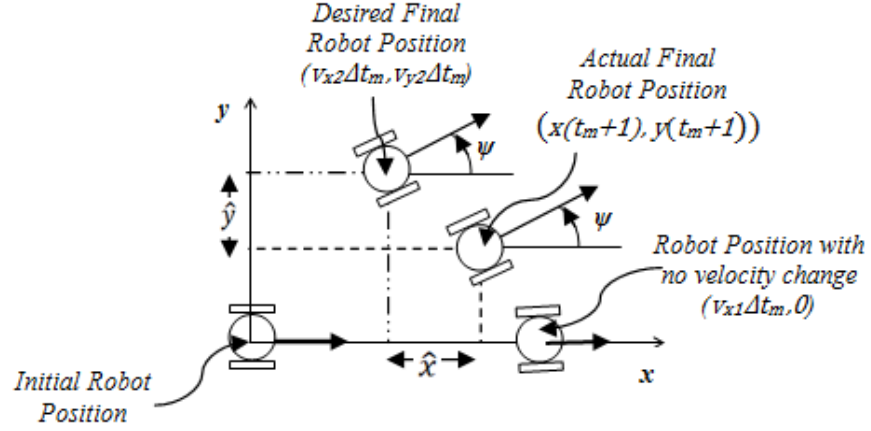 Desired Final
Robot Position
(vx2Δtm,vy2Δtm)
Actual Final
Robot Position
(x(tm+1),y(tm+1))
y
ψ
ŷ
ψ
Robot Position with
no velocity change
(vx1Δtm,0)
x̂
x
Initial Robot
Position